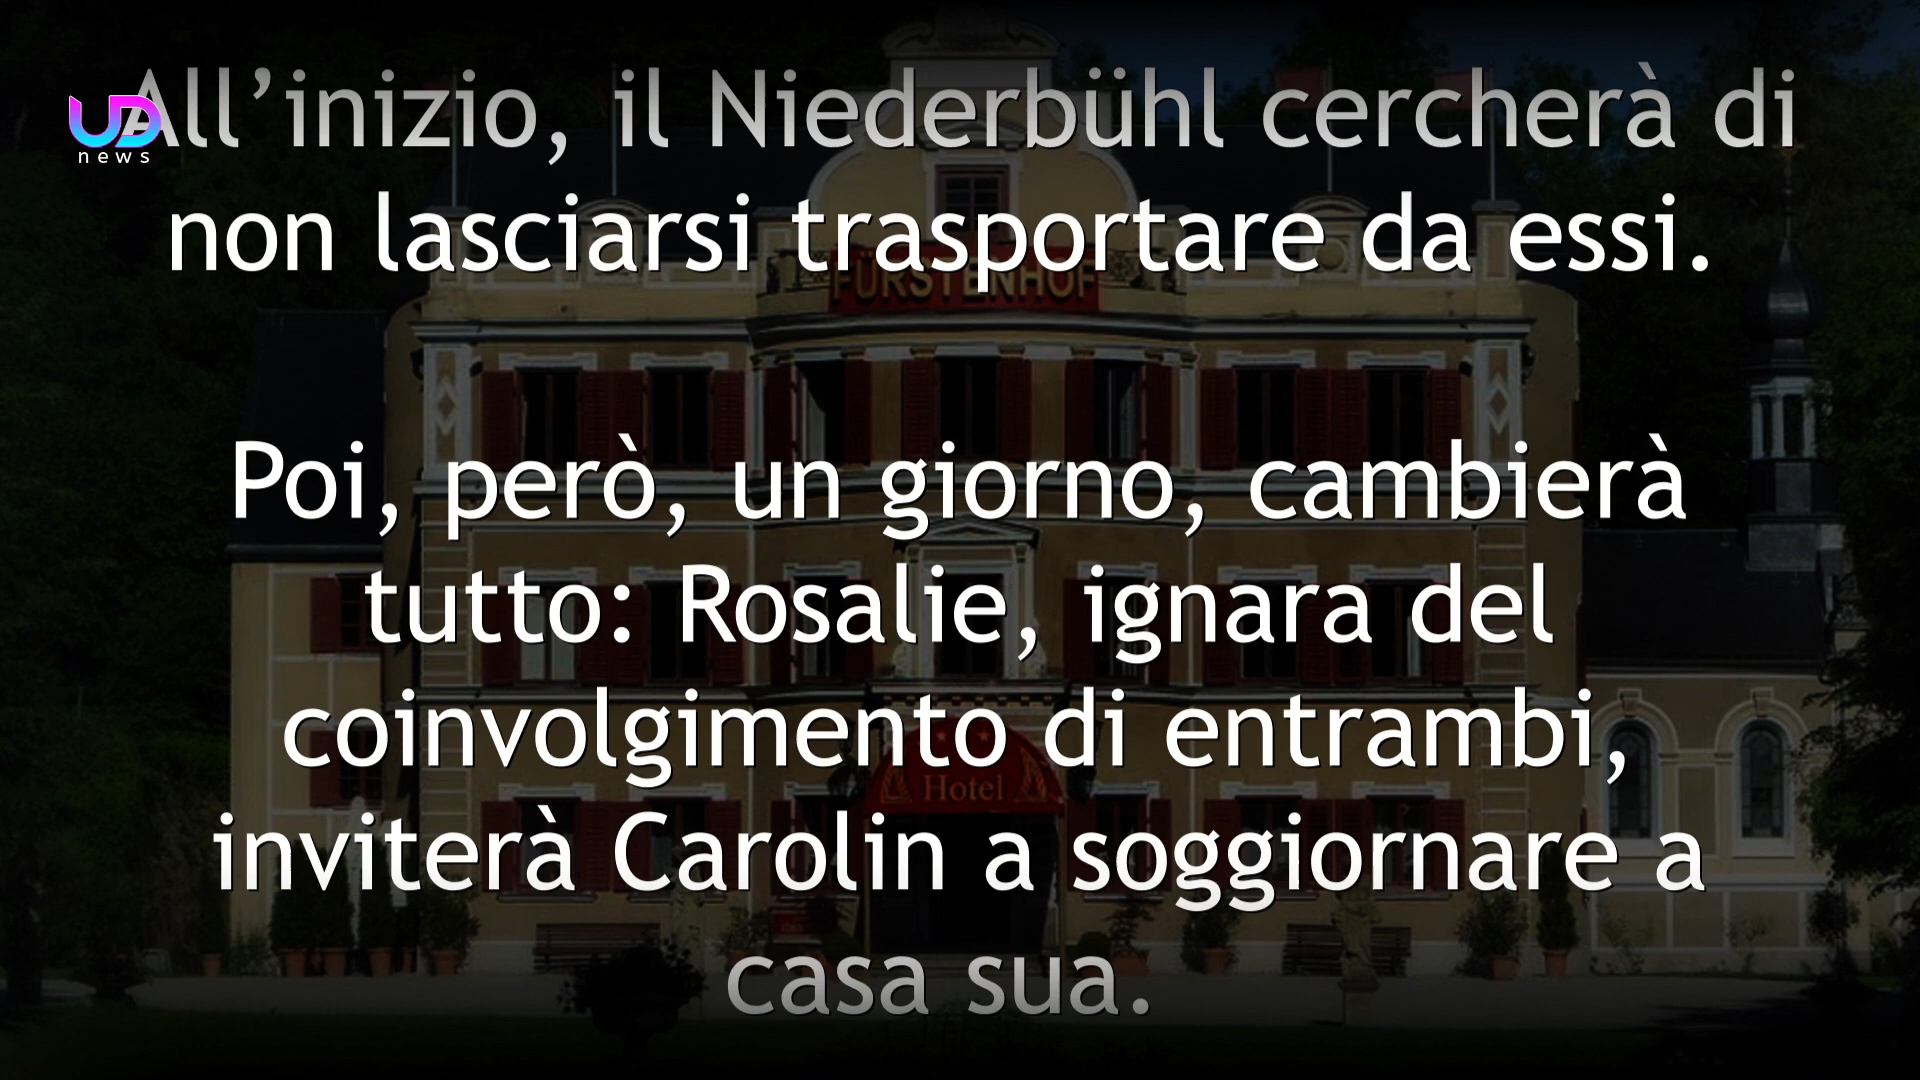 All’inizio, il Niederbühl cercherà di
UD
news
non lasciarsi trasportare da essi.
FÜRSTENHOF
Poi, però, un giorno, cambierà
tutto: Rosalie, ignara del
coinvolgimento di entrambi,
Hotel
inviterà Carolin a soggiornare a
casa sua.